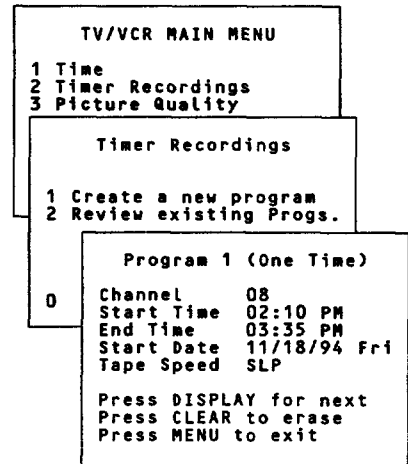 TV/VCR MAIN MENU
1 Time
2 Timer Recordings
3 Picture Quality
Timer Recordings
1 Create a new program
2 Review existing Progs.
0
Program 1 (One Time)
Channel 08
Start Time 02:10 PM
End Time 03:35 PM
Start Date 11/18/94 Fri
Tape Speed SLP
Press DISPLAY for next
Press CLEAR to erase
Press MENU to exit